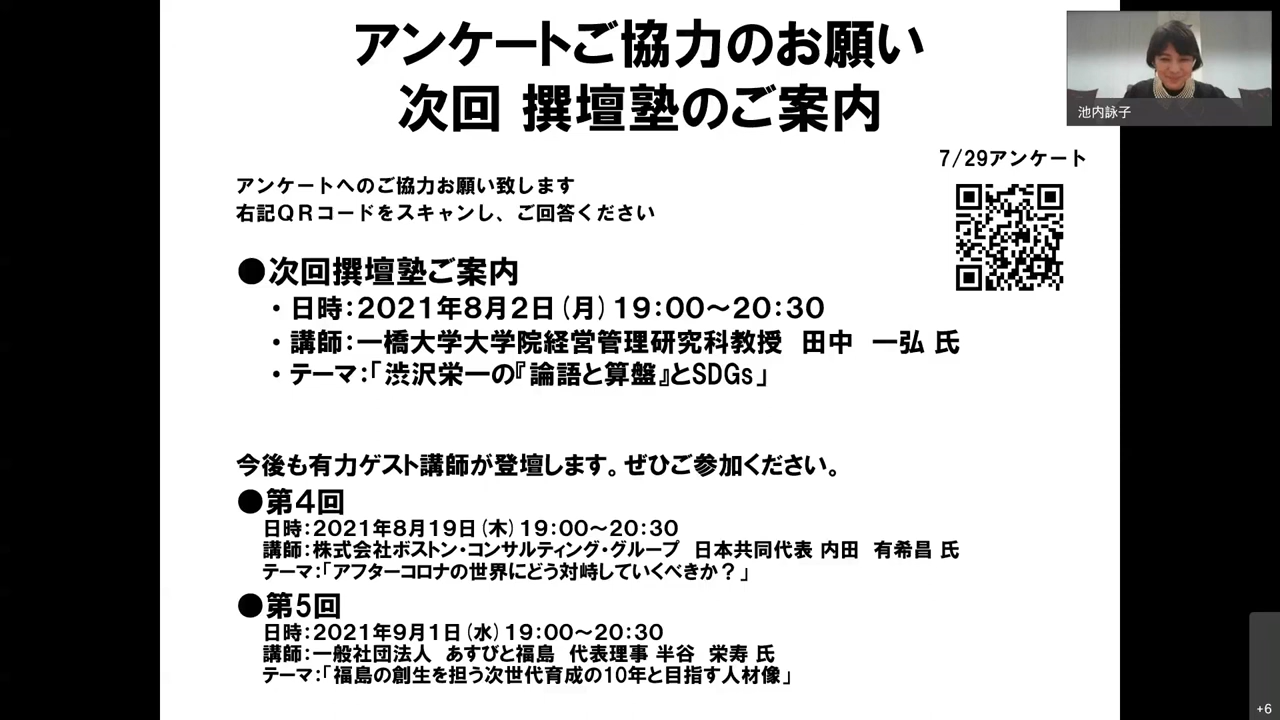 アンケートご協力のお願い
次回 撰壇塾のご案内
池内詠子
7/29アンケート
アンケートへのご協力お願い致します
右記QRコードをスキャンし、ご回答ください
●次回撰壇塾ご案内
・日時：2021年8月2日(月)19：00～20：30
・講師：一橋大学大学院経営管理研究科教授 田中 一弘 氏
・テーマ：「渋沢栄一の『論語と算盤』とSDGs」
今後も有力ゲスト講師が登壇します。ぜひご参加ください。
●第4回
日時：2021年8月19日(木)19：00～20：30
講師：株式会社ボストン・コンサルティング・グループ 日本共同代表 内田 有希昌 氏
テーマ：「アフターコロナの世界にどう対峙していくべきか？」
●第5回
日時：2021年9月1日(水)19：00～20：30
講師：一般社団法人 あすびと福島 代表理事 半谷 栄寿 氏
テーマ：「福島の創生を担う次世代育成の10年と目指す人材像」
+6